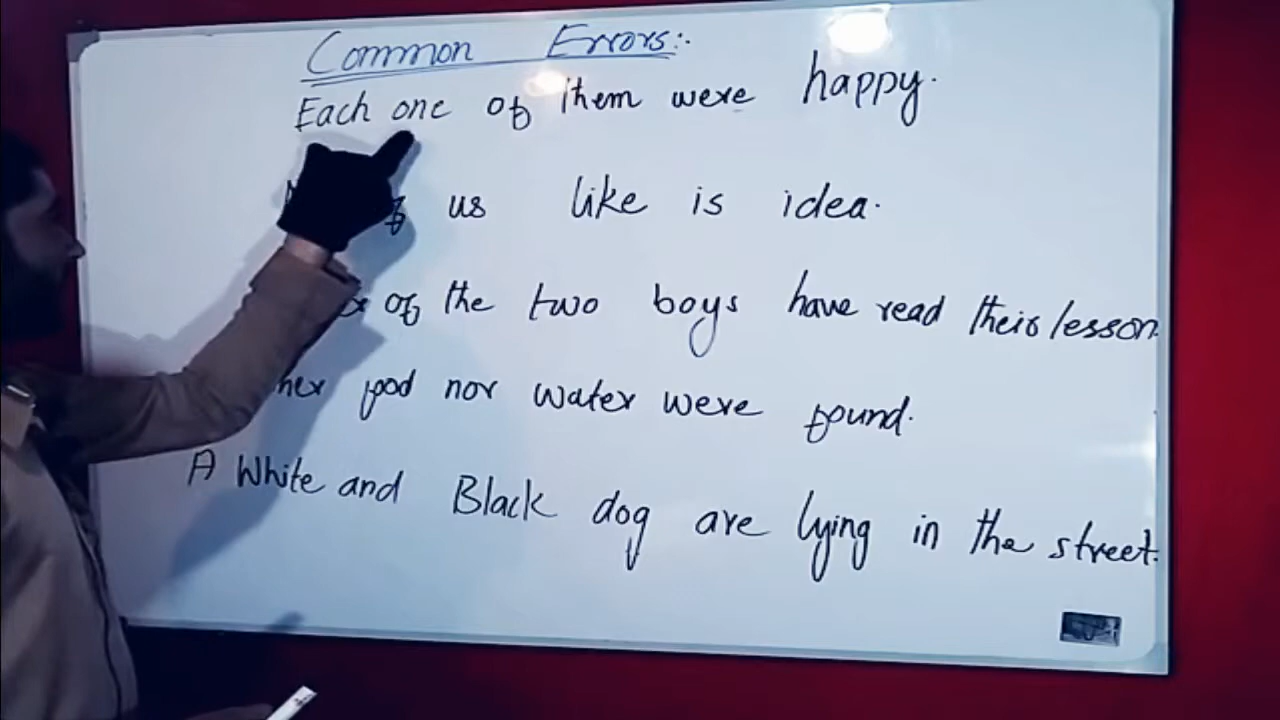 Common Errors:.
Each one of them were happy.
us like is idea.
of the two boys have read their lesson.
food nor water were found.
A White and Black dog are lying in the street.